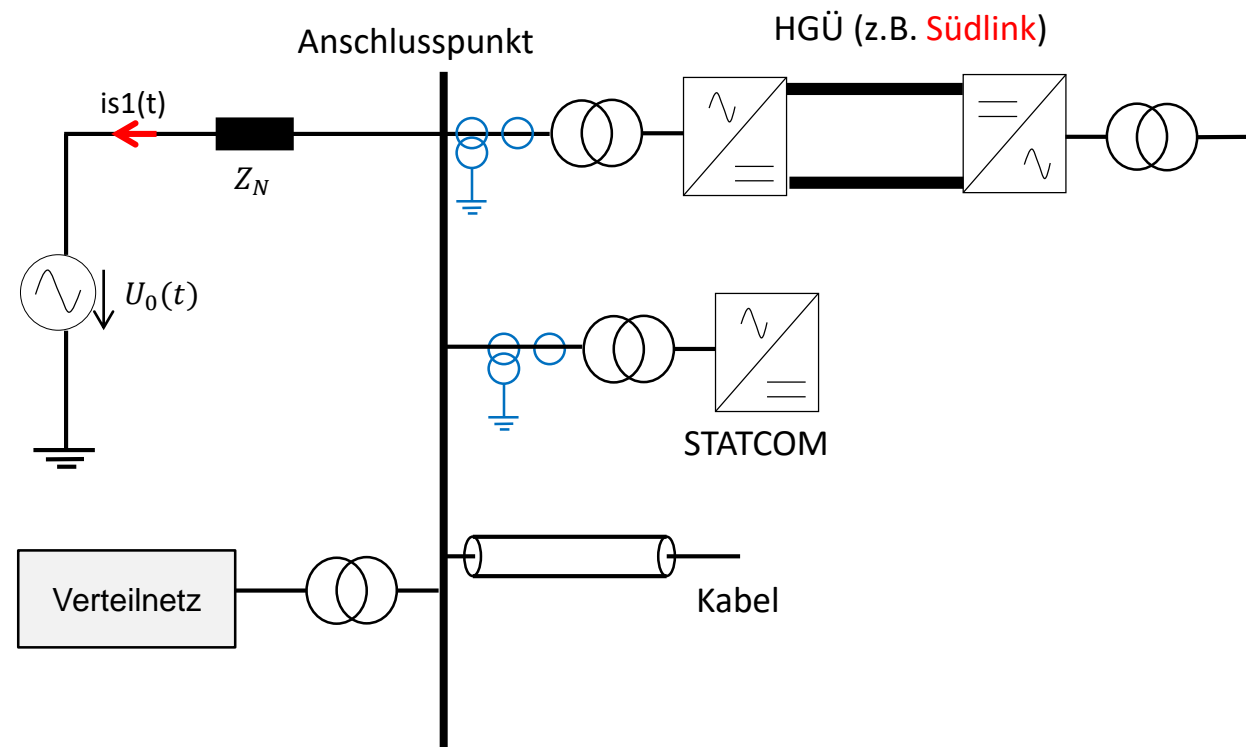 HGÜ (z.B. Südlink)
Anschlusspunkt
is1(t)
Z_N
U_0(t)
STATCOM
Verteilnetz
Kabel